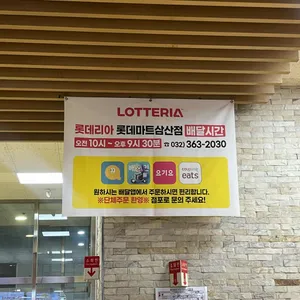 LOTTERIA
롯데리아 롯데마트삼산점 배달시간
오전 10시 ~ 오후 9시 30분 ☎ 032) 363-2030
요기요
eats
원하시는 배달앱에서 주문하시면 편리합니다.
※단체주문 환영※ 점포로 문의 주세요!